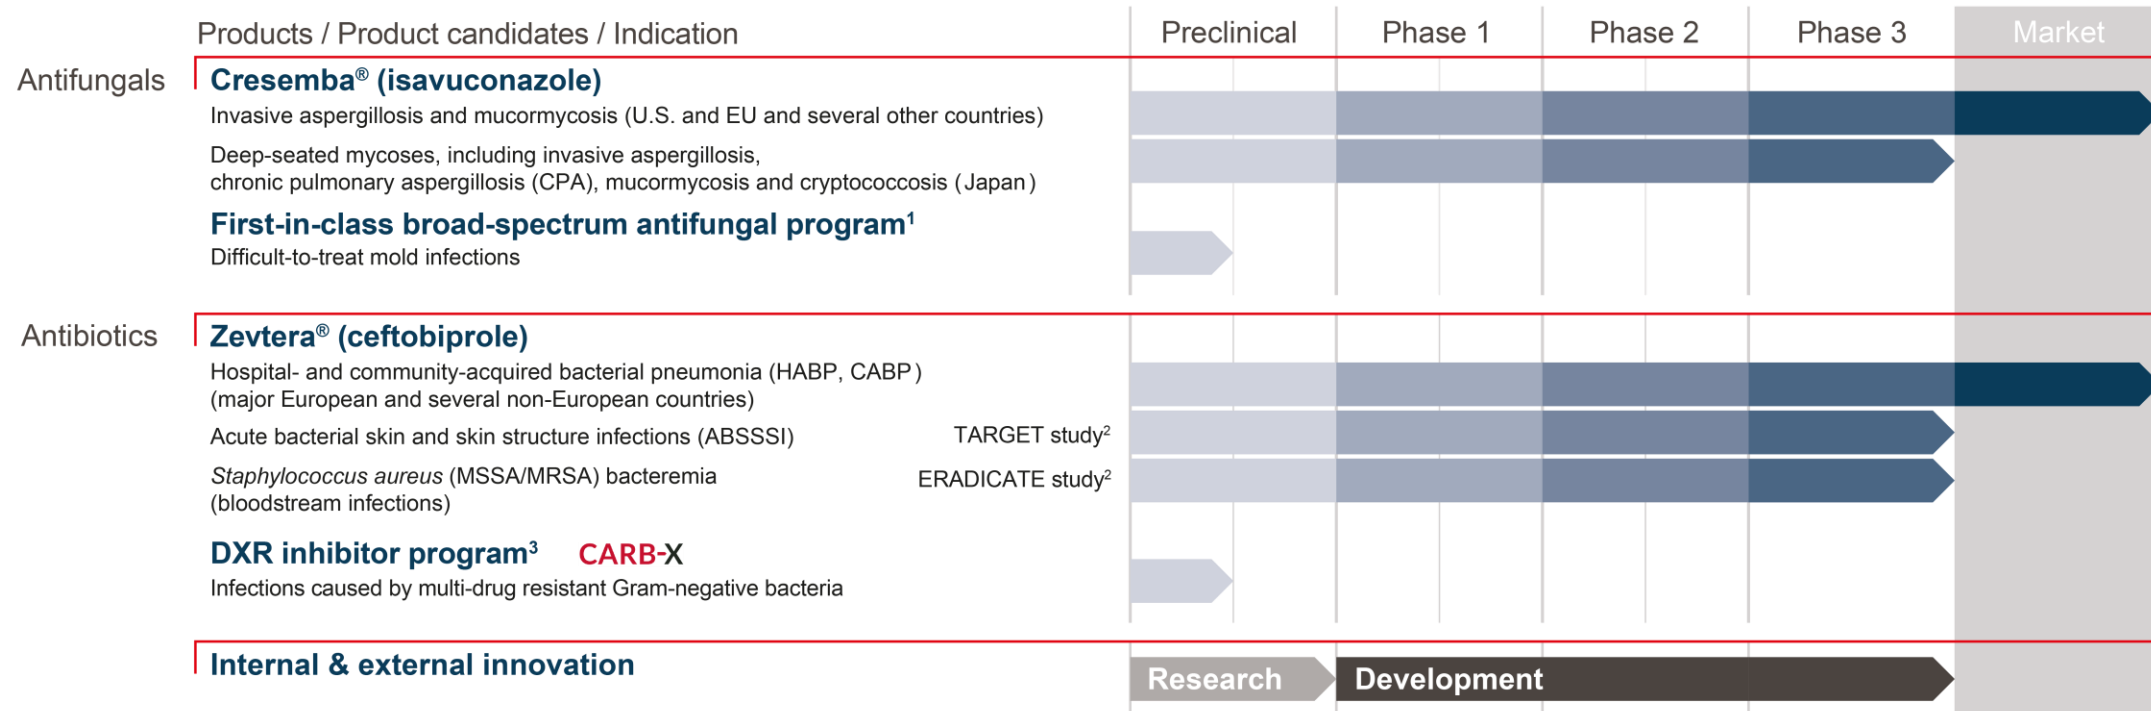 Products / Product candidates / Indication
Preclinical
Phase 1
Phase 2
Phase 3
Market
Antifungals
Cresemba® (isavuconazole)
Invasive aspergillosis and mucormycosis (U.S. and EU and several other countries)
Deep-seated mycoses, including invasive aspergillosis,
chronic pulmonary aspergillosis (CPA), mucormycosis and cryptococcosis (Japan)
First-in-class broad-spectrum antifungal program¹
Difficult-to-treat mold infections
Antibiotics
Zevtera® (ceftobiprole)
Hospital- and community-acquired bacterial pneumonia (HABP, CABP)
(major European and several non-European countries)
Acute bacterial skin and skin structure infections (ABSSSI)
TARGET study²
Staphylococcus aureus (MSSA/MRSA) bacteremia
(bloodstream infections)
ERADICATE study²
DXR inhibitor program³
CARB-X
Infections caused by multi-drug resistant Gram-negative bacteria
Internal & external innovation
Research
Development